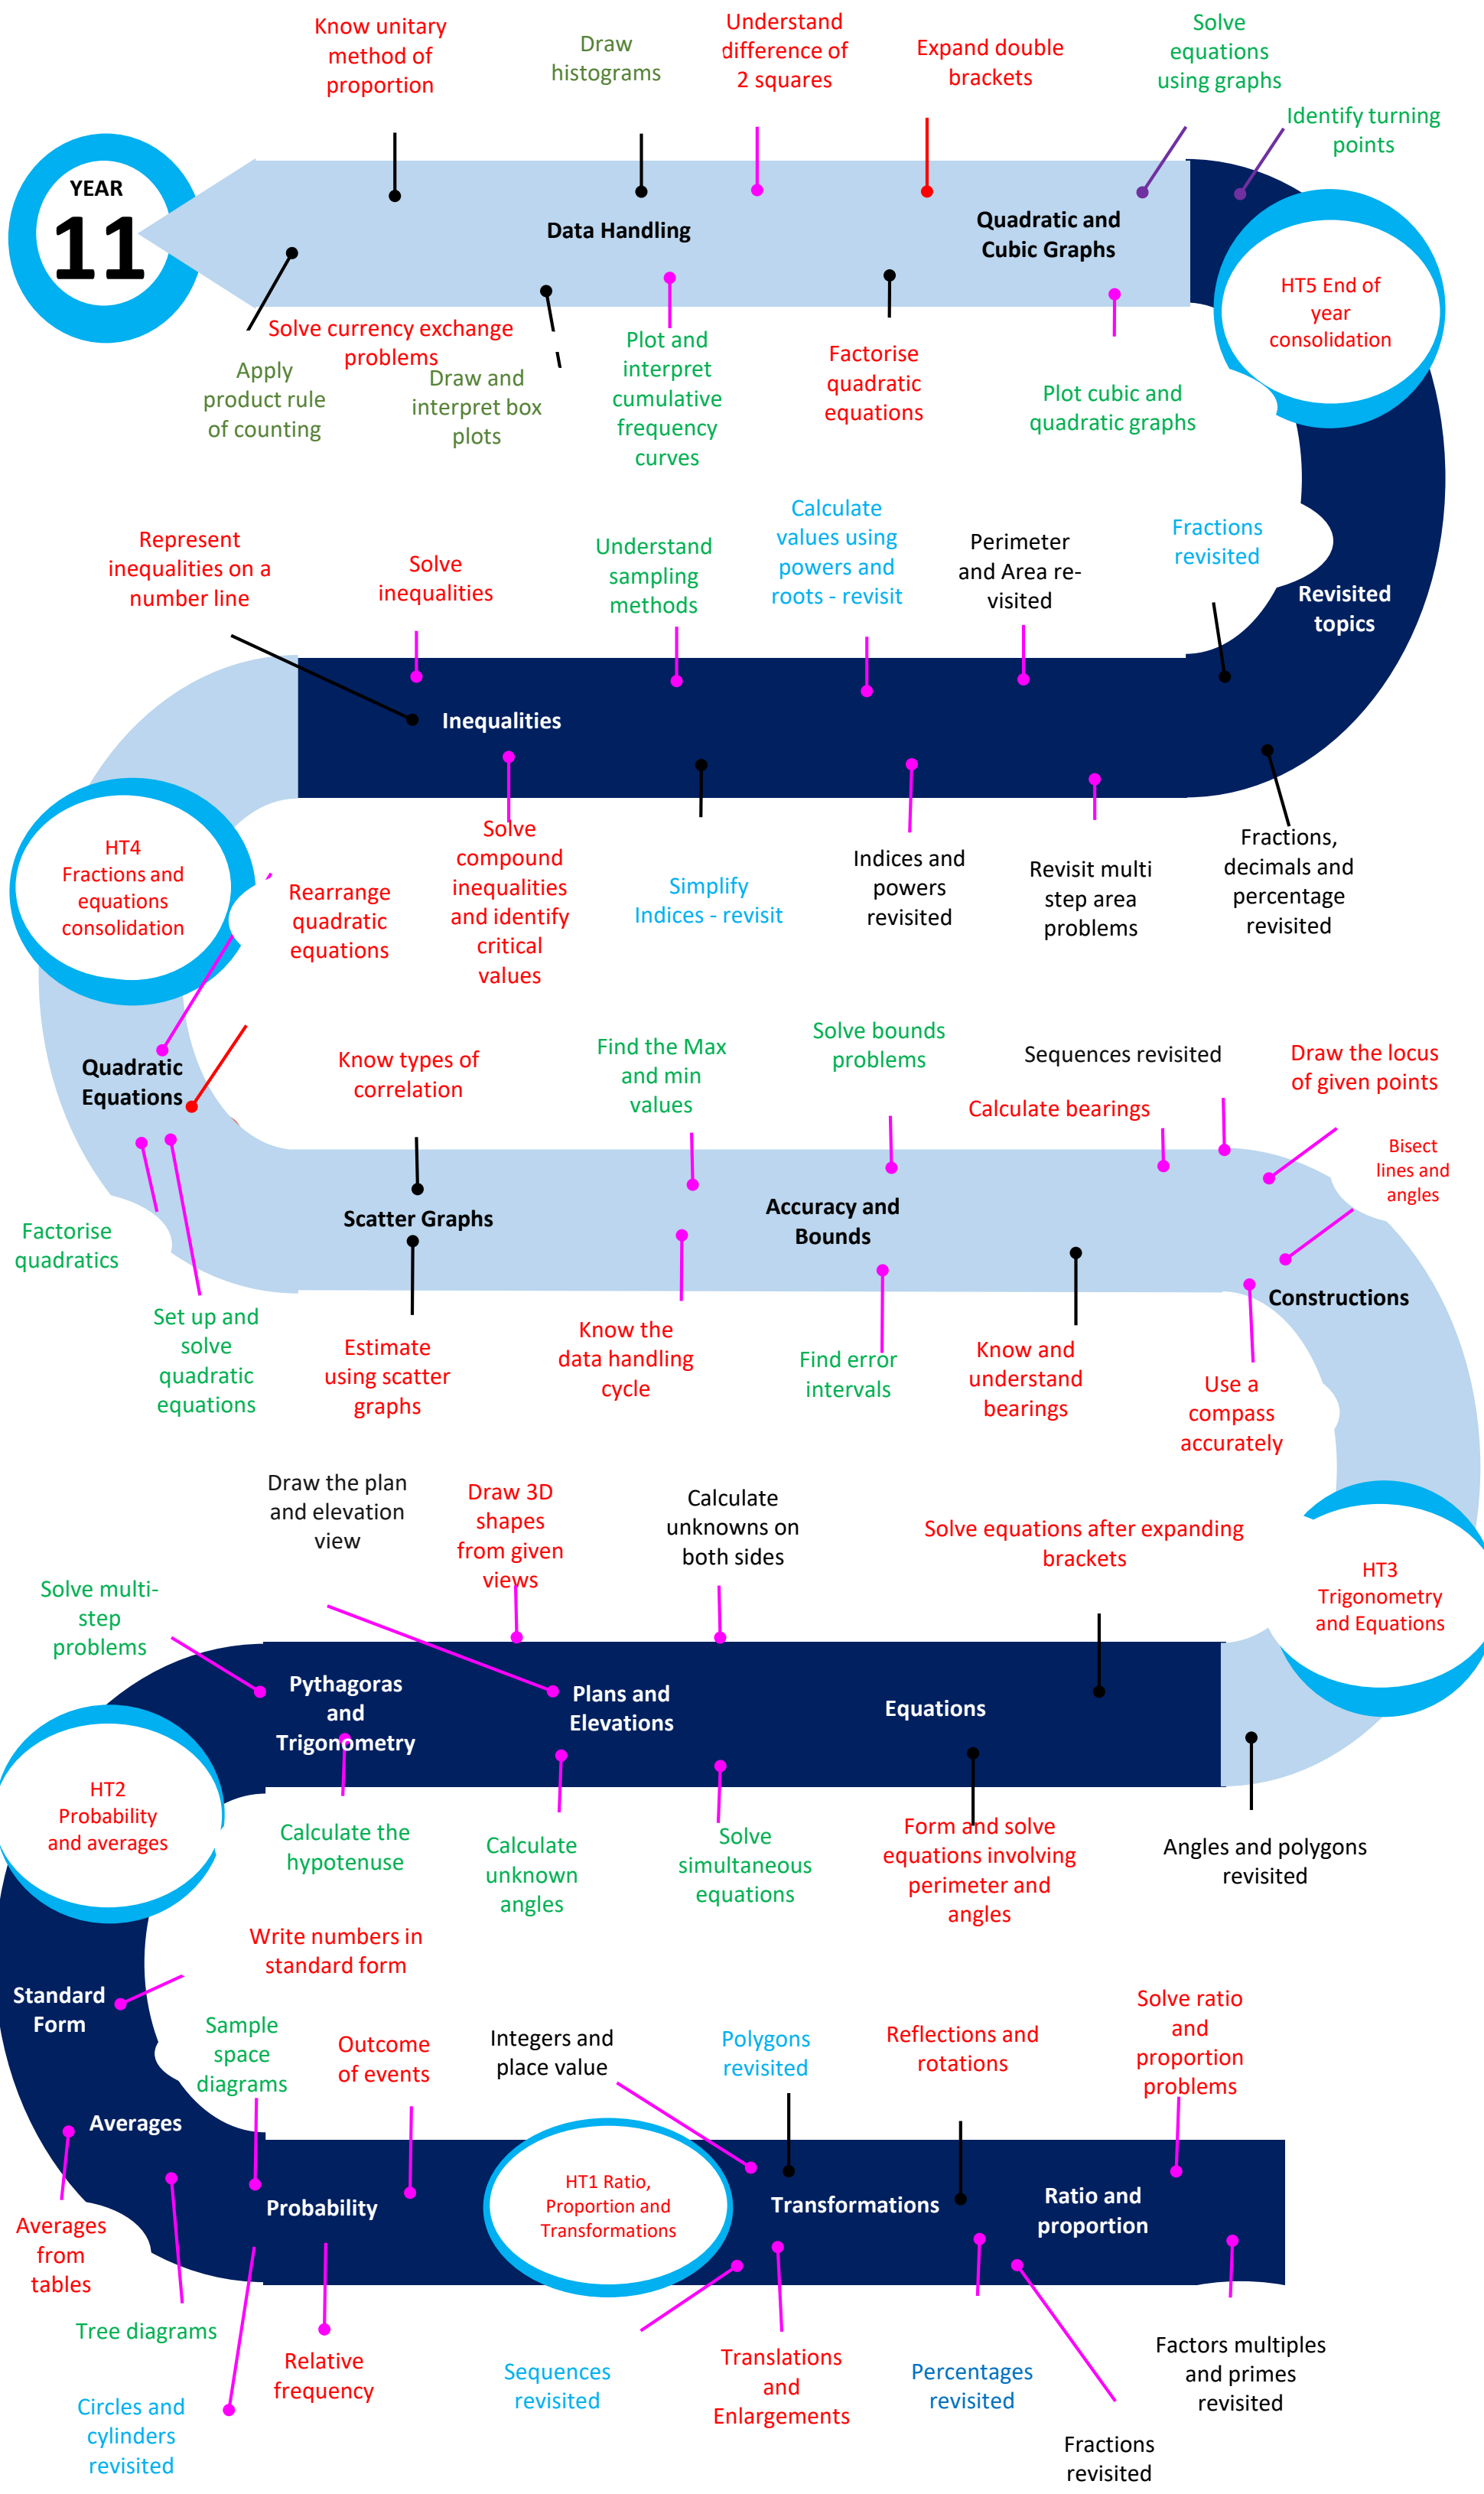 Know unitary
method of
proportion
Draw
histograms
Understand
difference of
2 squares
Expand double
brackets
Solve
equations
using graphs
Identify turning
points
YEAR
11
Data Handling
Quadratic and
Cubic Graphs
HT5 End of
year
consolidation
Solve currency exchange
problems
Apply
product rule
of counting
Draw and
interpret box
plots
Plot and
interpret
cumulative
frequency
curves
Factorise
quadratic
equations
Plot cubic and
quadratic graphs
Represent
inequalities on a
number line
Solve
inequalities
Understand
sampling
methods
Calculate
values using
powers and
roots - revisit
Perimeter
and Area re-
visited
Fractions
revisited
Revisited
topics
Inequalities
HT4
Fractions and
equations
consolidation
Rearrange
quadratic
equations
Solve
compound
inequalities
and identify
critical
values
Simplify
Indices - revisit
Indices and
powers
revisited
Revisit multi
step area
problems
Fractions,
decimals and
percentage
revisited
Quadratic
Equations
Know types of
correlation
Find the Max
and min
values
Solve bounds
problems
Sequences revisited
Calculate bearings
Draw the locus
of given points
Bisect
lines and
angles
Scatter Graphs
Accuracy and
Bounds
Constructions
Factorise
quadratics
Set up and
solve
quadratic
equations
Estimate
using scatter
graphs
Know the
data handling
cycle
Find error
intervals
Know and
understand
bearings
Use a
compass
accurately
Draw the plan
and elevation
view
Draw 3D
shapes
from given
views
Calculate
unknowns on
both sides
Solve equations after expanding
brackets
HT3
Trigonometry
and Equations
Solve multi-
step
problems
Pythagoras
and
Trigonometry
Plans and
Elevations
Equations
HT2
Probability
and averages
Calculate the
hypotenuse
Calculate
unknown
angles
Solve
simultaneous
equations
Form and solve
equations involving
perimeter and
angles
Angles and polygons
revisited
Write numbers in
standard form
Standard
Form
Sample
space
diagrams
Outcome
of events
Integers and
place value
Polygons
revisited
Reflections and
rotations
Solve ratio
and
proportion
problems
Averages
Probability
HT1 Ratio,
Proportion and
Transformations
Transformations
Ratio and
proportion
Averages
from
tables
Tree diagrams
Circles and
cylinders
revisited
Relative
frequency
Sequences
revisited
Translations
and
Enlargements
Percentages
revisited
Fractions
revisited
Factors multiples
and primes
revisited